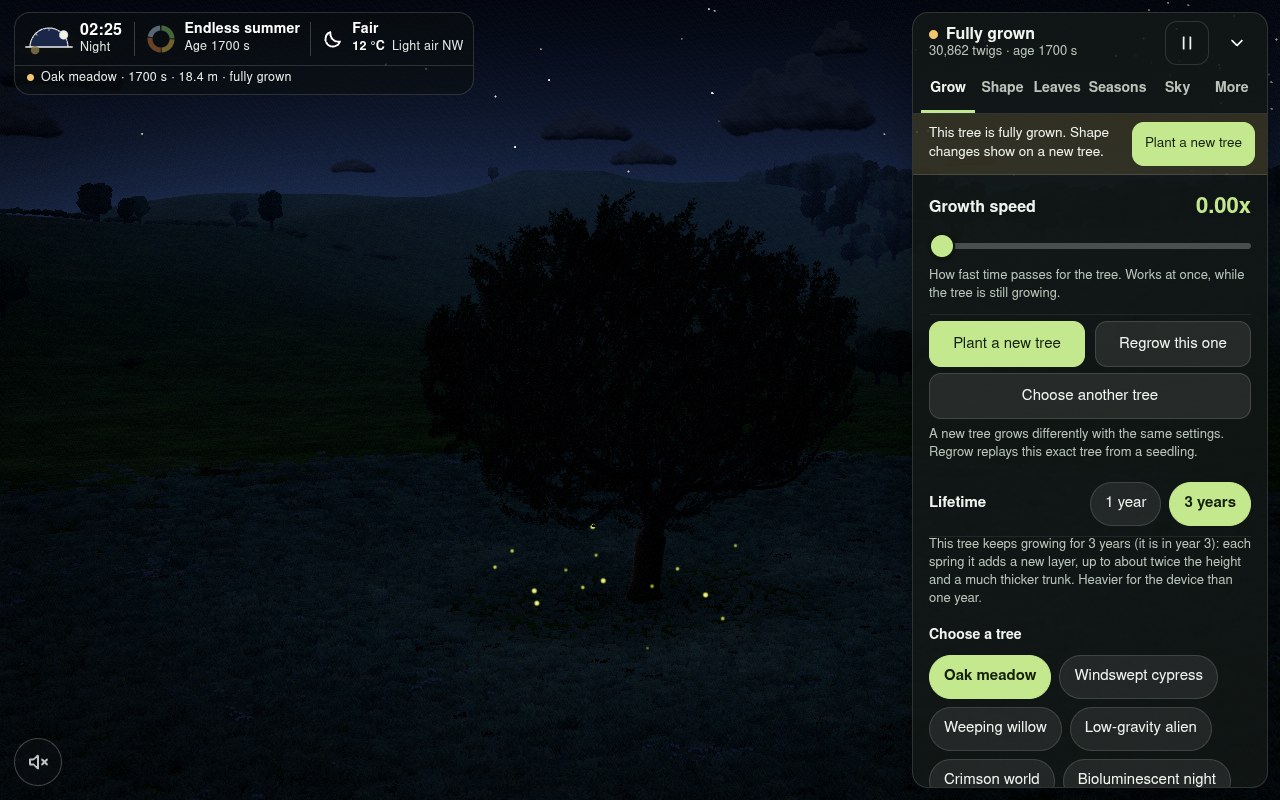 02:25
Night
Endless summer
Age 1700 s
Fair
12 °C Light air NW
Oak meadow · 1700 s · 18.4 m · fully grown
Fully grown
30,862 twigs · age 1700 s
Grow Shape Leaves Seasons Sky More
This tree is fully grown. Shape
changes show on a new tree.
Plant a new tree
Growth speed 0.00x
How fast time passes for the tree. Works at once, while
the tree is still growing.
Plant a new tree Regrow this one
Choose another tree
A new tree grows differently with the same settings.
Regrow replays this exact tree from a seedling.
Lifetime 1 year 3 years
This tree keeps growing for 3 years (it is in year 3): each
spring it adds a new layer, up to about twice the height
and a much thicker trunk. Heavier for the device than
one year.
Choose a tree
Oak meadow Windswept cypress
Weeping willow Low-gravity alien
Crimson world Bioluminescent night